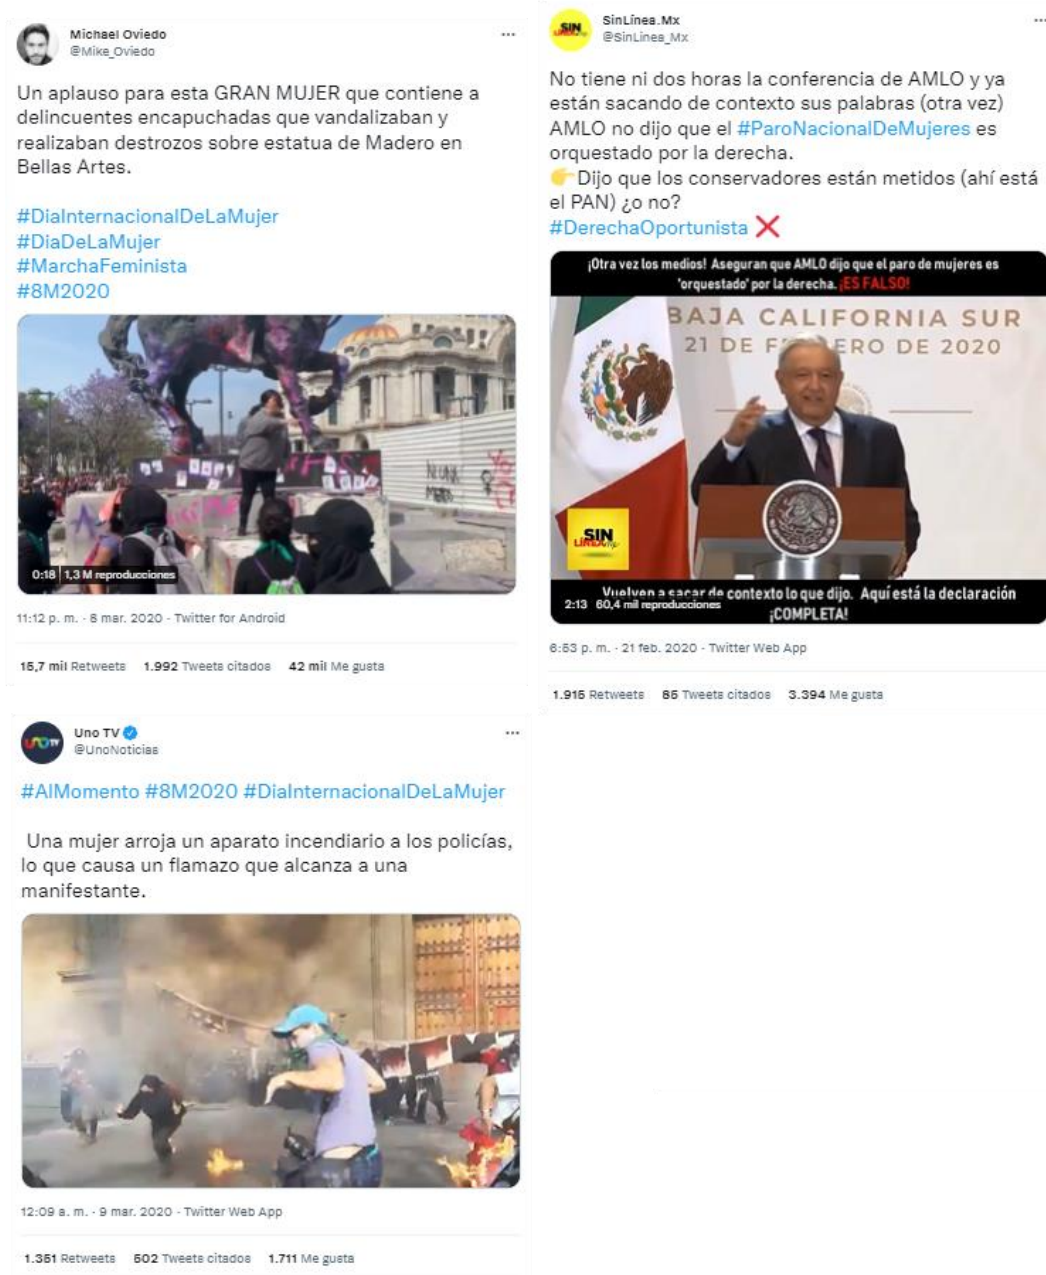 Michael Oviedo
@Mike_Oviedo
Un aplauso para esta GRAN MUJER que contiene a
delincuentes encapuchadas que vandalizaban y
realizaban destrozos sobre estatua de Madero en
Bellas Artes.
#DiaInternacionalDeLaMujer
#DiaDeLaMujer
#MarchaFeminista
#8M2020
NI UNA
0:18 1,3 M reproducciones
11:12 p. m. · 8 mar. 2020 · Twitter for Android
15,7 mil Retweets 1.992 Tweets citados 42 mil Me gusta
SIN LÍNEA
SinLínea.Mx
@SinLinea_Mx
No tiene ni dos horas la conferencia de AMLO y ya
están sacando de contexto sus palabras (otra vez)
AMLO no dijo que el #ParoNacionalDeMujeres es
orquestado por la derecha.
👉Dijo que los conservadores están metidos (ahí está
el PAN) ¿o no?
#DerechaOportunista ❌
¡Otra vez los medios! Aseguran que AMLO dijo que el paro de mujeres es
'orquestado' por la derecha. ¡ES FALSO!
BAJA CALIFORNIA SUR
21 DE FEBRERO DE 2020
SIN
LÍNEA
Vuelven a sacar de contexto lo que dijo. Aquí está la declaración
¡COMPLETA!
2:13 60,4 mil reproducciones
6:53 p. m. · 21 feb. 2020 · Twitter Web App
1.915 Retweets 85 Tweets citados 3.394 Me gusta
UNO TV
Uno TV
@UnoNoticias
#AlMomento #8M2020 #DiaInternacionalDeLaMujer
Una mujer arroja un aparato incendiario a los policías,
lo que causa un flamazo que alcanza a una
manifestante.
12:09 a. m. · 9 mar. 2020 · Twitter Web App
1.351 Retweets 502 Tweets citados 1.711 Me gusta